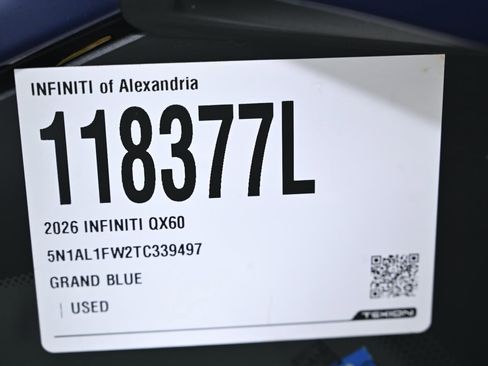 INFINITI of Alexandria
118377L
2026 INFINITI QX60
5N1AL1FW2TC339497
GRAND BLUE
| USED
TEKION